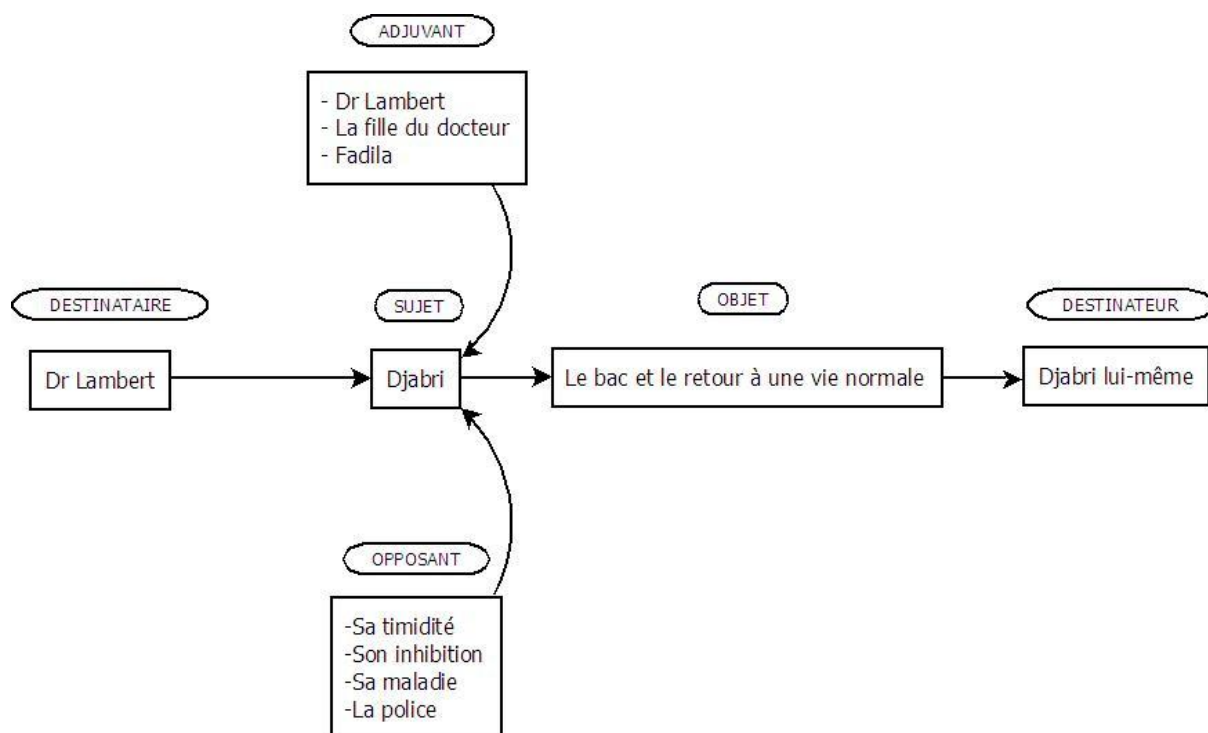 ADJUVANT
- Dr Lambert
- La fille du docteur
- Fadila
DESTINATAIRE
SUJET
OBJET
DESTINATEUR
Dr Lambert
Djabri
Le bac et le retour à une vie normale
Djabri lui-même
OPPOSANT
-Sa timidité
-Son inhibition
-Sa maladie
-La police